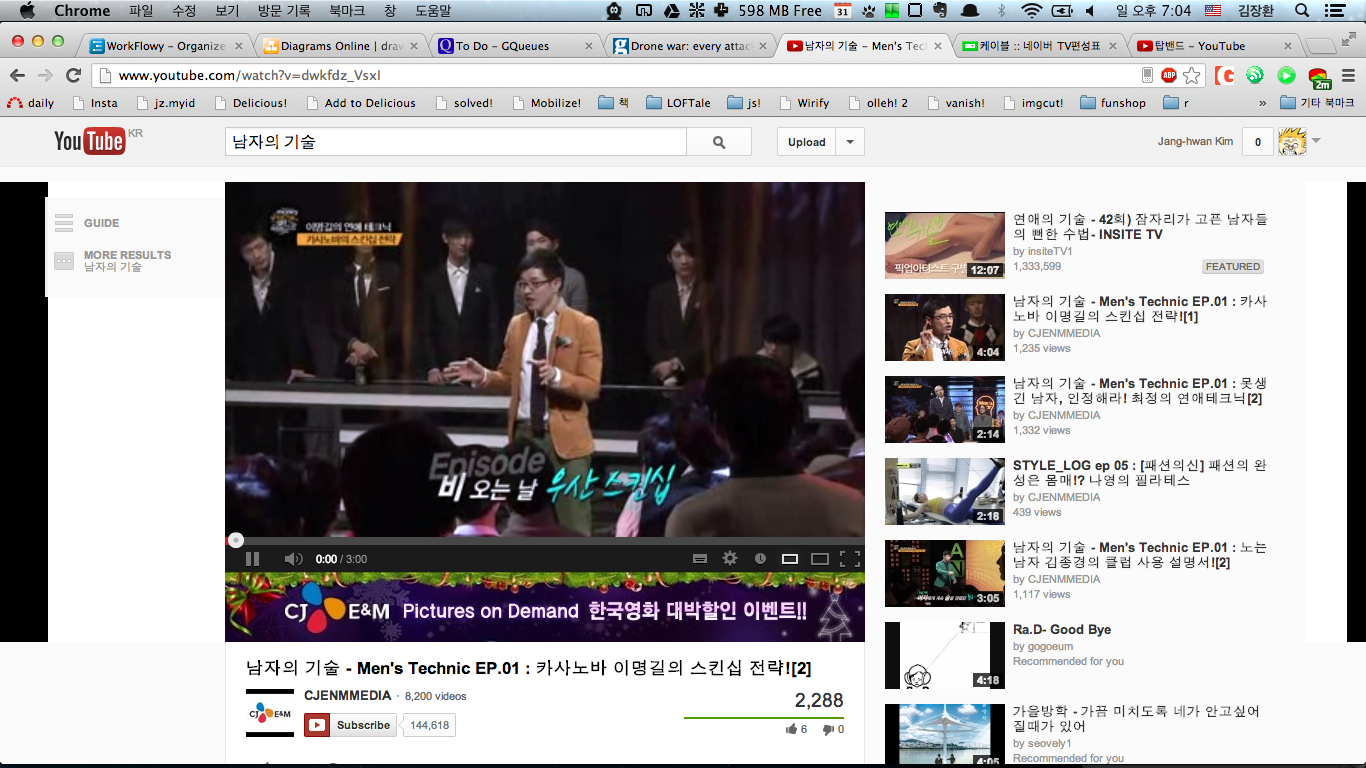 Chrome 파일 수정 보기 방문 기록 북마크 창 도움말 598 MB Free 31 일 오후 7:04 김장환
WorkFlowy – Organize
Diagrams Online | draw
To Do – GQueues
Drone war: every attac
남자의 기술 – Men's Tec
케이블 :: 네이버 TV편성표
탑밴드 – YouTube
www.youtube.com/watch?v=dwkfdz_VsxI
ABP
2m
daily Insta jz.myid Delicious! Add to Delicious solved! Mobilize! 책 LOFTale js! Wirify olleh! 2 vanish! imgcut! funshop r » 기타 북마크
YouTube KR
남자의 기술
Upload
Jang-hwan Kim 0
GUIDE
MORE RESULTS
남자의 기술
이명길의 연애 테크닉
카사노바의 스킨십 전략
Episode
비 오는 날 우산 스킨십
0:00 / 3:00
CJ E&M Pictures on Demand 한국영화 대박할인 이벤트!!
남자의 기술 - Men's Technic EP.01 : 카사노바 이명길의 스킨십 전략![2]
CJ E&M
CJENMMEDIA · 8,200 videos
Subscribe 144,618
2,288
6 0
연애의 기술 - 42회) 잠자리가 고픈 남자들
의 뻔한 수법- INSITE TV
by insiteTV1
1,333,599 FEATURED
픽업아티스트
12:07
남자의 기술 - Men's Technic EP.01 : 카사
노바 이명길의 스킨십 전략![1]
by CJENMMEDIA
1,235 views
4:04
남자의 기술 - Men's Technic EP.01 : 못생
긴 남자, 인정해라! 최정의 연애테크닉[2]
by CJENMMEDIA
1,332 views
2:14
STYLE_LOG ep 05 : [패션의신] 패션의 완
성은 몸매!? 나영의 필라테스
by CJENMMEDIA
439 views
2:18
남자의 기술 - Men's Technic EP.01 : 노는
남자 김종경의 클럽 사용 설명서![2]
by CJENMMEDIA
1,117 views
3:05
Ra.D- Good Bye
by gogoeum
Recommended for you
4:18
가을방학 - 가끔 미치도록 네가 안고싶어
질때가 있어
by seovely1
Recommended for you
4:05